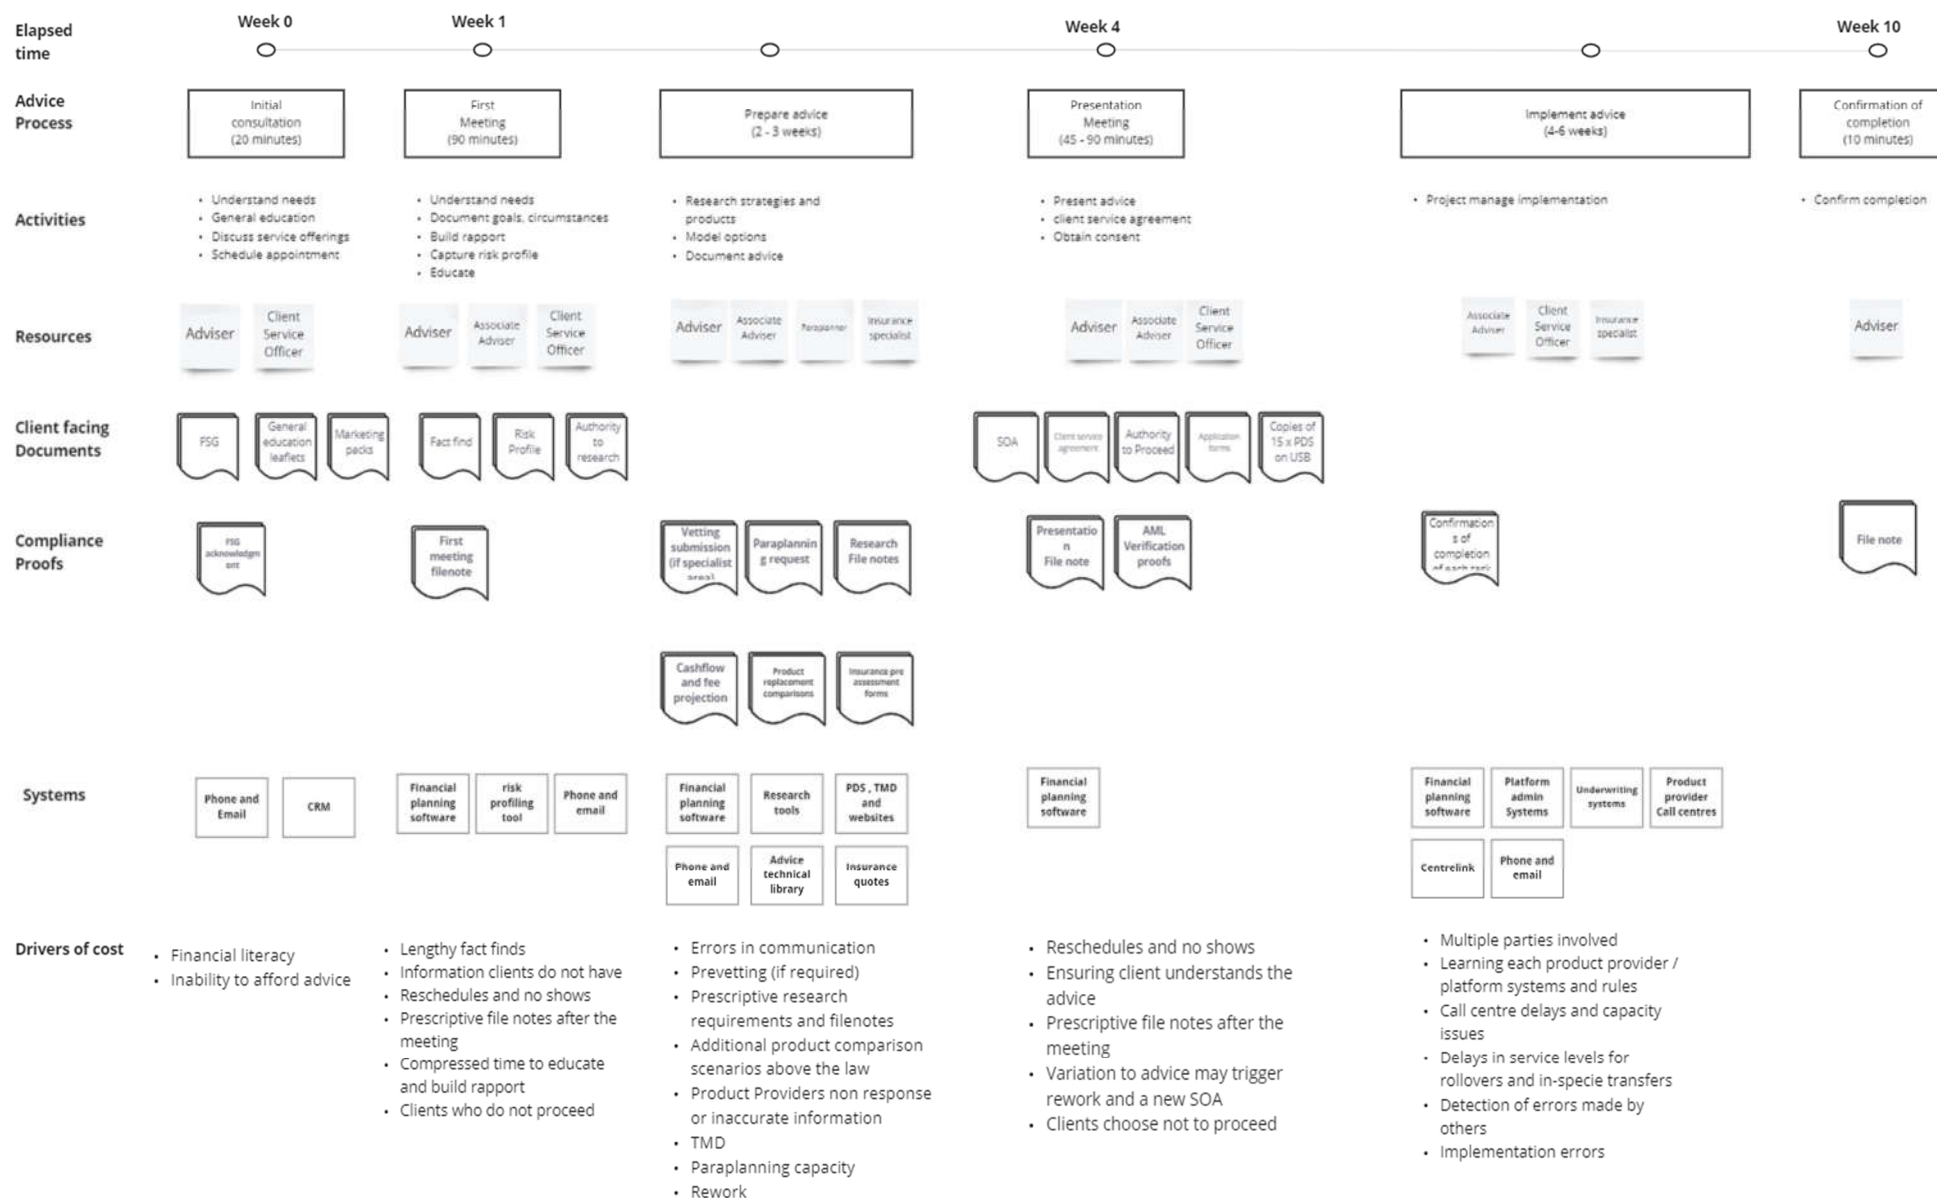 Elapsed
time
Week 0
Week 1
Week 4
Week 10
Advice
Process
Initial
consultation
(20 minutes)
First
Meeting
(90 minutes)
Prepare advice
(2 - 3 weeks)
Presentation
Meeting
(45 - 90 minutes)
Implement advice
(4-6 weeks)
Confirmation of
completion
(10 minutes)
Activities
• Understand needs
• General education
• Discuss service offerings
• Schedule appointment
• Understand needs
• Document goals, circumstances
• Build rapport
• Capture risk profile
• Educate
• Research strategies and
products
• Model options
• Document advice
• Present advice
• client service agreement
• Obtain consent
• Project manage implementation
• Confirm completion
Resources
Adviser
Client
Service
Officer
Adviser
Associate
Adviser
Client
Service
Officer
Adviser
Associate
Adviser
Paraplanner
Insurance
specialist
Adviser
Associate
Adviser
Client
Service
Officer
Associate
Adviser
Client
Service
Officer
Insurance
specialist
Adviser
Client facing
Documents
FSG
General
education
leaflets
Marketing
packs
Fact find
Risk
Profile
Authority
to
research
SOA
Client service
agreement
Authority
to Proceed
Application
forms
Copies of
15 x PDS
on USB
Compliance
Proofs
FSG
acknowledgm
ent
First
meeting
filenote
Vetting
submission
(if specialist
area)
Paraplannin
g request
Research
File notes
Presentatio
n
File note
AML
Verification
proofs
Confirmation
s of
completion
of each task
File note
Cashflow
and fee
projection
Product
replacement
comparisons
Insurance pre
assessment
forms
Systems
Phone and
Email
CRM
Financial
planning
software
risk
profiling
tool
Phone and
email
Financial
planning
software
Research
tools
PDS , TMD
and
websites
Phone and
email
Advice
technical
library
Insurance
quotes
Financial
planning
software
Financial
planning
software
Platform
admin
Systems
Underwriting
systems
Product
provider
Call centres
Centrelink
Phone and
email
Drivers of cost
• Financial literacy
• Inability to afford advice
• Lengthy fact finds
• Information clients do not have
• Reschedules and no shows
• Prescriptive file notes after the
meeting
• Compressed time to educate
and build rapport
• Clients who do not proceed
• Errors in communication
• Prevetting (if required)
• Prescriptive research
requirements and filenotes
• Additional product comparison
scenarios above the law
• Product Providers non response
or inaccurate information
• TMD
• Paraplanning capacity
• Rework
• Reschedules and no shows
• Ensuring client understands the
advice
• Prescriptive file notes after the
meeting
• Variation to advice may trigger
rework and a new SOA
• Clients choose not to proceed
• Multiple parties involved
• Learning each product provider /
platform systems and rules
• Call centre delays and capacity
issues
• Delays in service levels for
rollovers and in-specie transfers
• Detection of errors made by
others
• Implementation errors